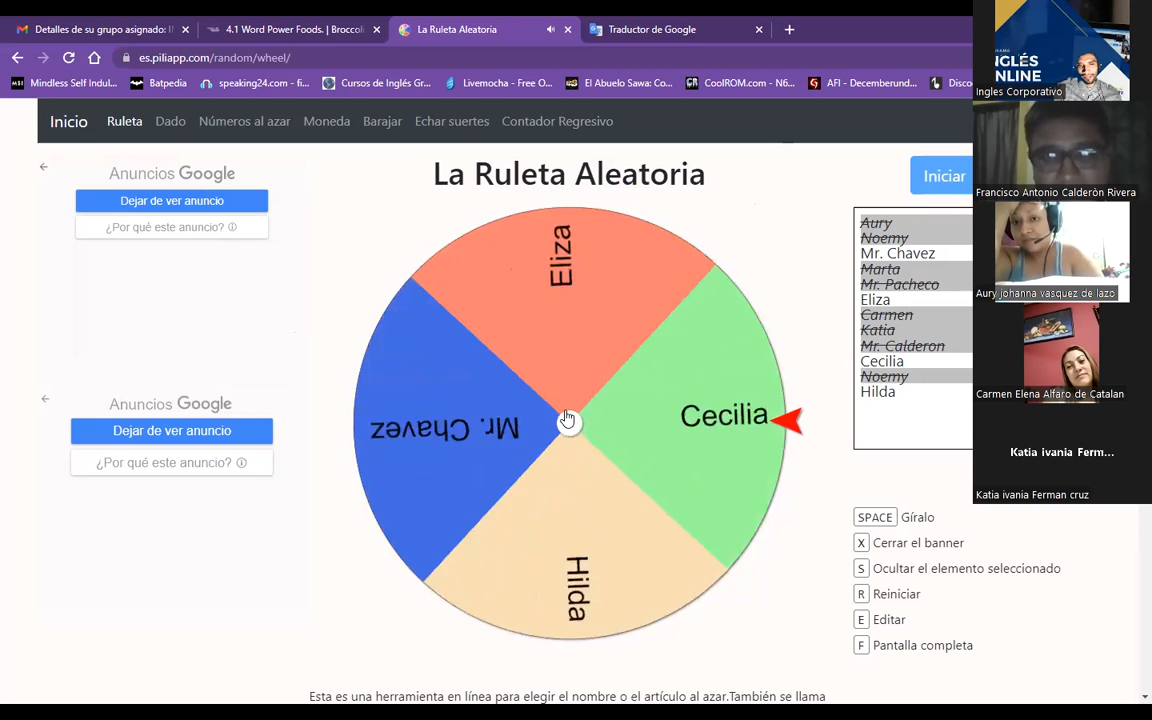 Detalles de su grupo asignado: I
4.1 Word Power Foods. | Broccoli
La Ruleta Aleatoria
Traductor de Google
es.piliapp.com/random/wheel/
Mindless Self Indul...
Batpedia
speaking24.com - fi...
Cursos de Inglés Gr...
Livemocha - Free O...
El Abuelo Sawa: Co...
CoolROM.com - N6...
AFI - Decemberund...
Disco
Inicio
Ruleta
Dado
Números al azar
Moneda
Barajar
Echar suertes
Contador Regresivo
Anuncios Google
Dejar de ver anuncio
¿Por qué este anuncio?
Anuncios Google
Dejar de ver anuncio
¿Por qué este anuncio?
La Ruleta Aleatoria
Eliza
Cecilia
Hilda
Mr. Chavez
Iniciar
Aury
Noemy
Mr. Chavez
Marta
Mr. Pacheco
Eliza
Carmen
Katia
Mr. Calderon
Cecilia
Noemy
Hilda
SPACE Gíralo
X Cerrar el banner
S Ocultar el elemento seleccionado
R Reiniciar
E Editar
F Pantalla completa
Esta es una herramienta en línea para elegir el nombre o el artículo al azar.También se llama
NGLÉS
ONLINE
Ingles Corporativo
Francisco Antonio Calderòn Rivera
Aury johanna vasquez de lazo
Carmen Elena Alfaro de Catalan
Katia ivania Ferm...
Katia ivania Ferman cruz